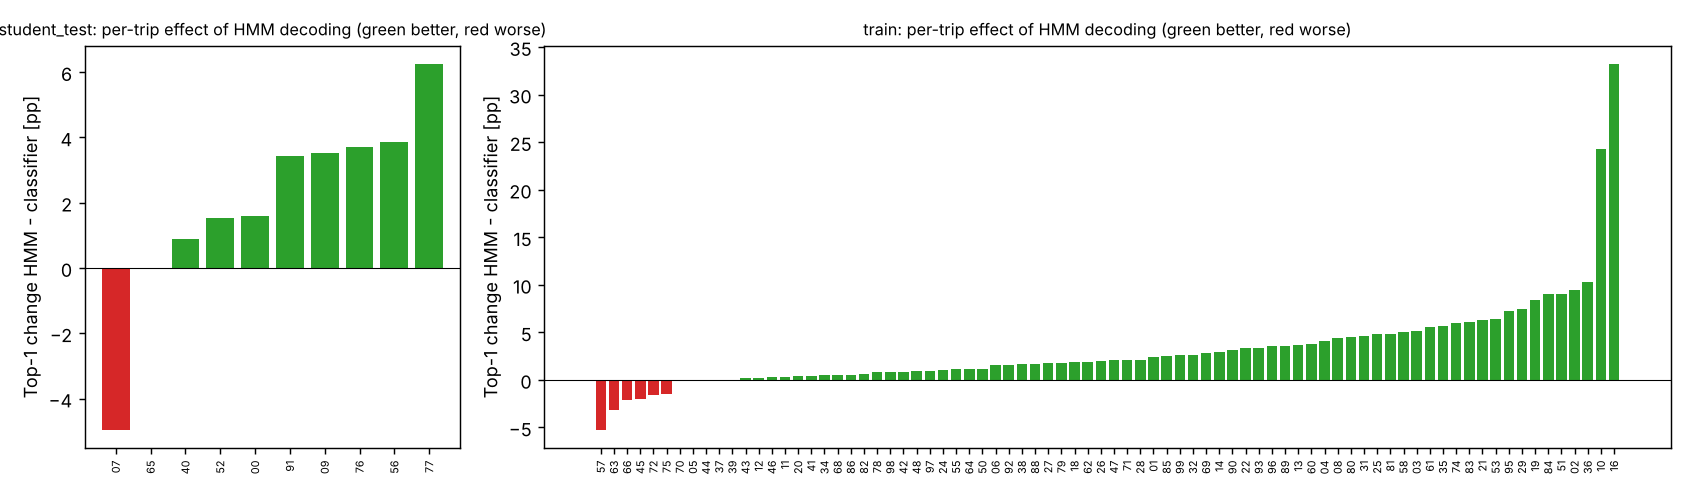 student_test: per-trip effect of HMM decoding (green better, red worse)
Top-1 change HMM - classifier [pp]
6
4
2
0
−2
−4
07 65 40 52 00 91 09 76 56 77
train: per-trip effect of HMM decoding (green better, red worse)
Top-1 change HMM - classifier [pp]
35
30
25
20
15
10
5
0
−5
57 63 66 45 72 75 70 05 44 37 39 43 12 46 11 20 41 34 68 86 82 78 98 42 48 97 24 55 64 50 06 92 38 88 27 79 18 62 26 47 71 28 01 85 99 32 69 14 90 22 93 96 89 13 60 04 08 80 31 25 81 58 03 61 35 74 83 21 53 95 29 19 84 51 02 36 10 16